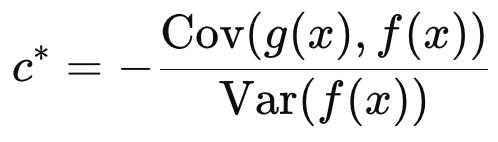 c* = −Cov(g(x), f(x)) / Var(f(x))